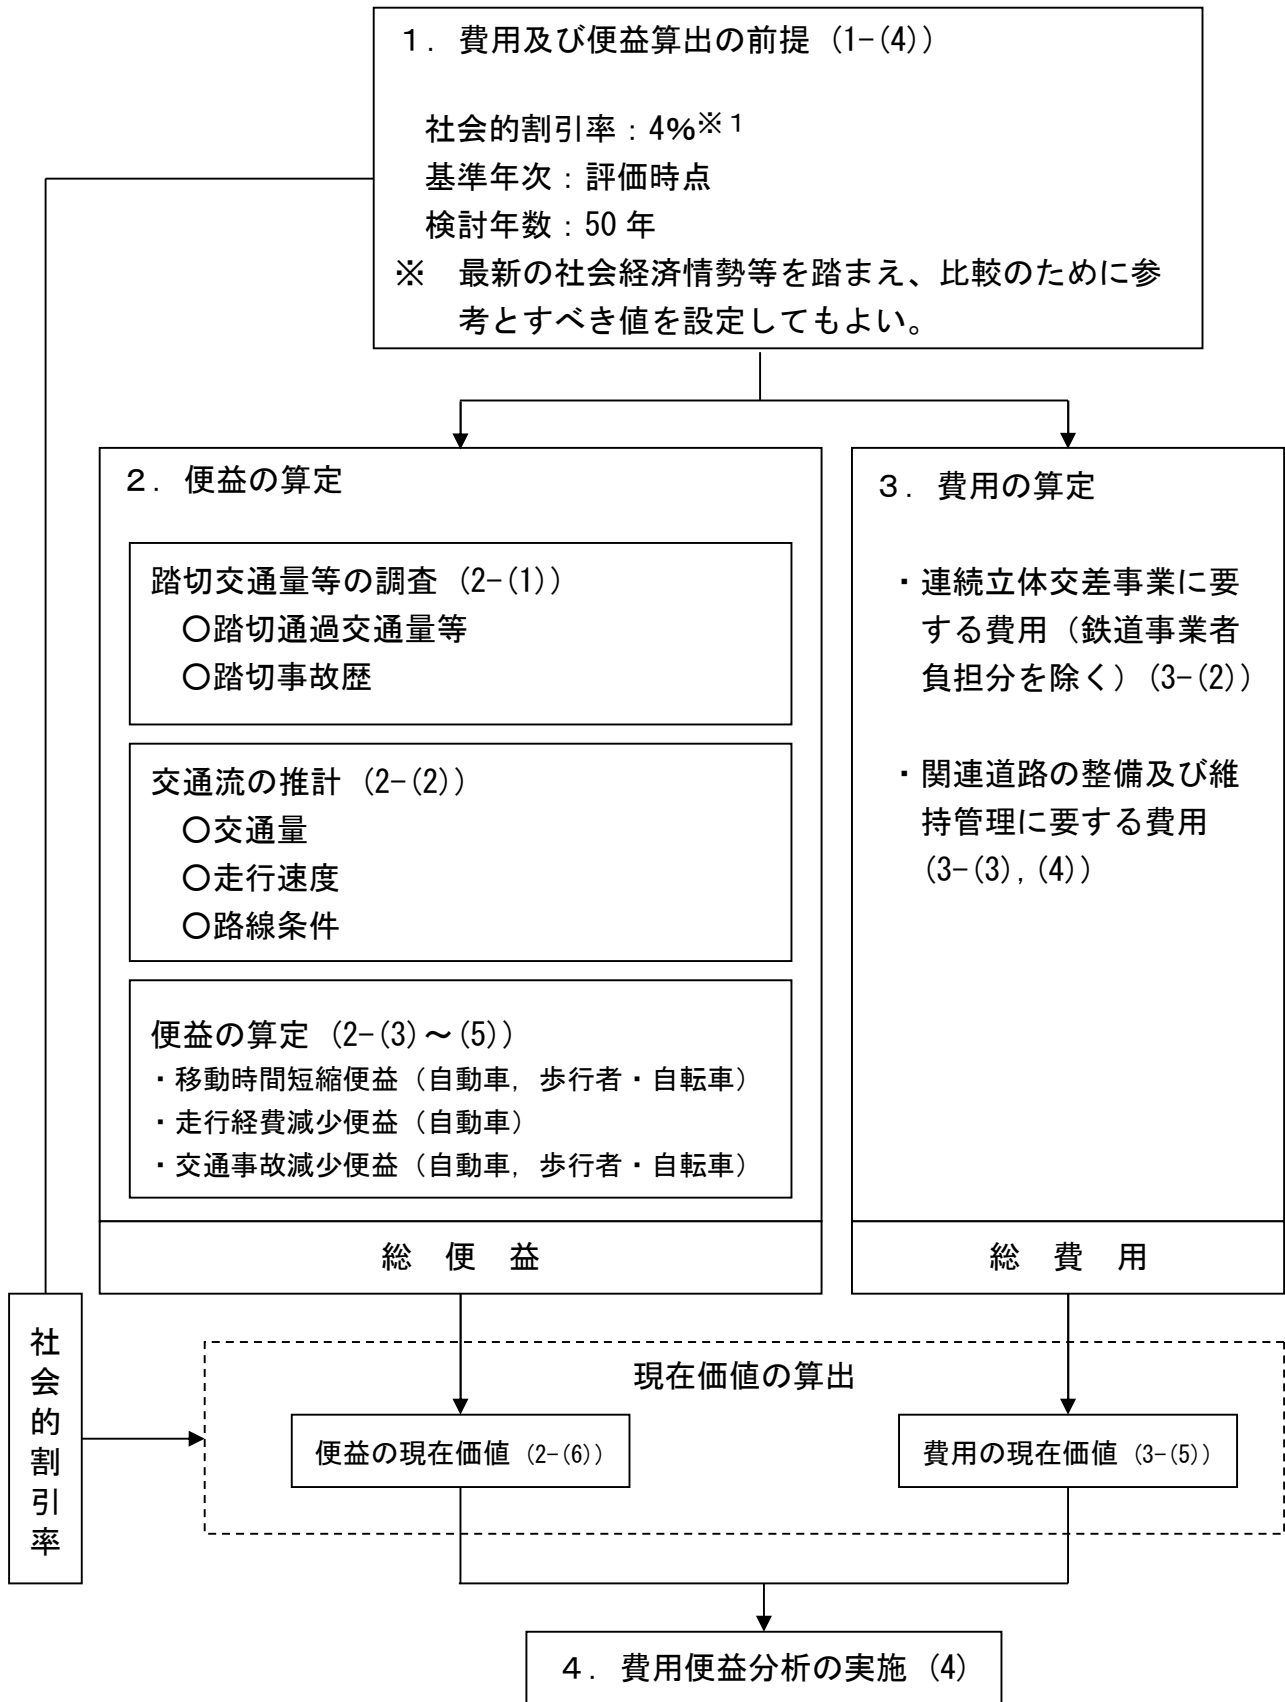 １．費用及び便益算出の前提（1-(4)）
社会的割引率：4%※１
基準年次：評価時点
検討年数：50 年
※　最新の社会経済情勢等を踏まえ、比較のために参
考とすべき値を設定してもよい。
２．便益の算定
踏切交通量等の調査（2-(1)）
○踏切通過交通量等
○踏切事故歴
交通流の推計（2-(2)）
○交通量
○走行速度
○路線条件
便益の算定（2-(3)～(5)）
・移動時間短縮便益（自動車，歩行者・自転車）
・走行経費減少便益（自動車）
・交通事故減少便益（自動車，歩行者・自転車）
総　便　益
３．費用の算定
・連続立体交差事業に要
する費用（鉄道事業者
負担分を除く）（3-(2)）
・関連道路の整備及び維
持管理に要する費用
（3-(3),(4)）
総　費　用
社会的割引率
現在価値の算出
便益の現在価値（2-(6)）
費用の現在価値（3-(5)）
４．費用便益分析の実施（4）